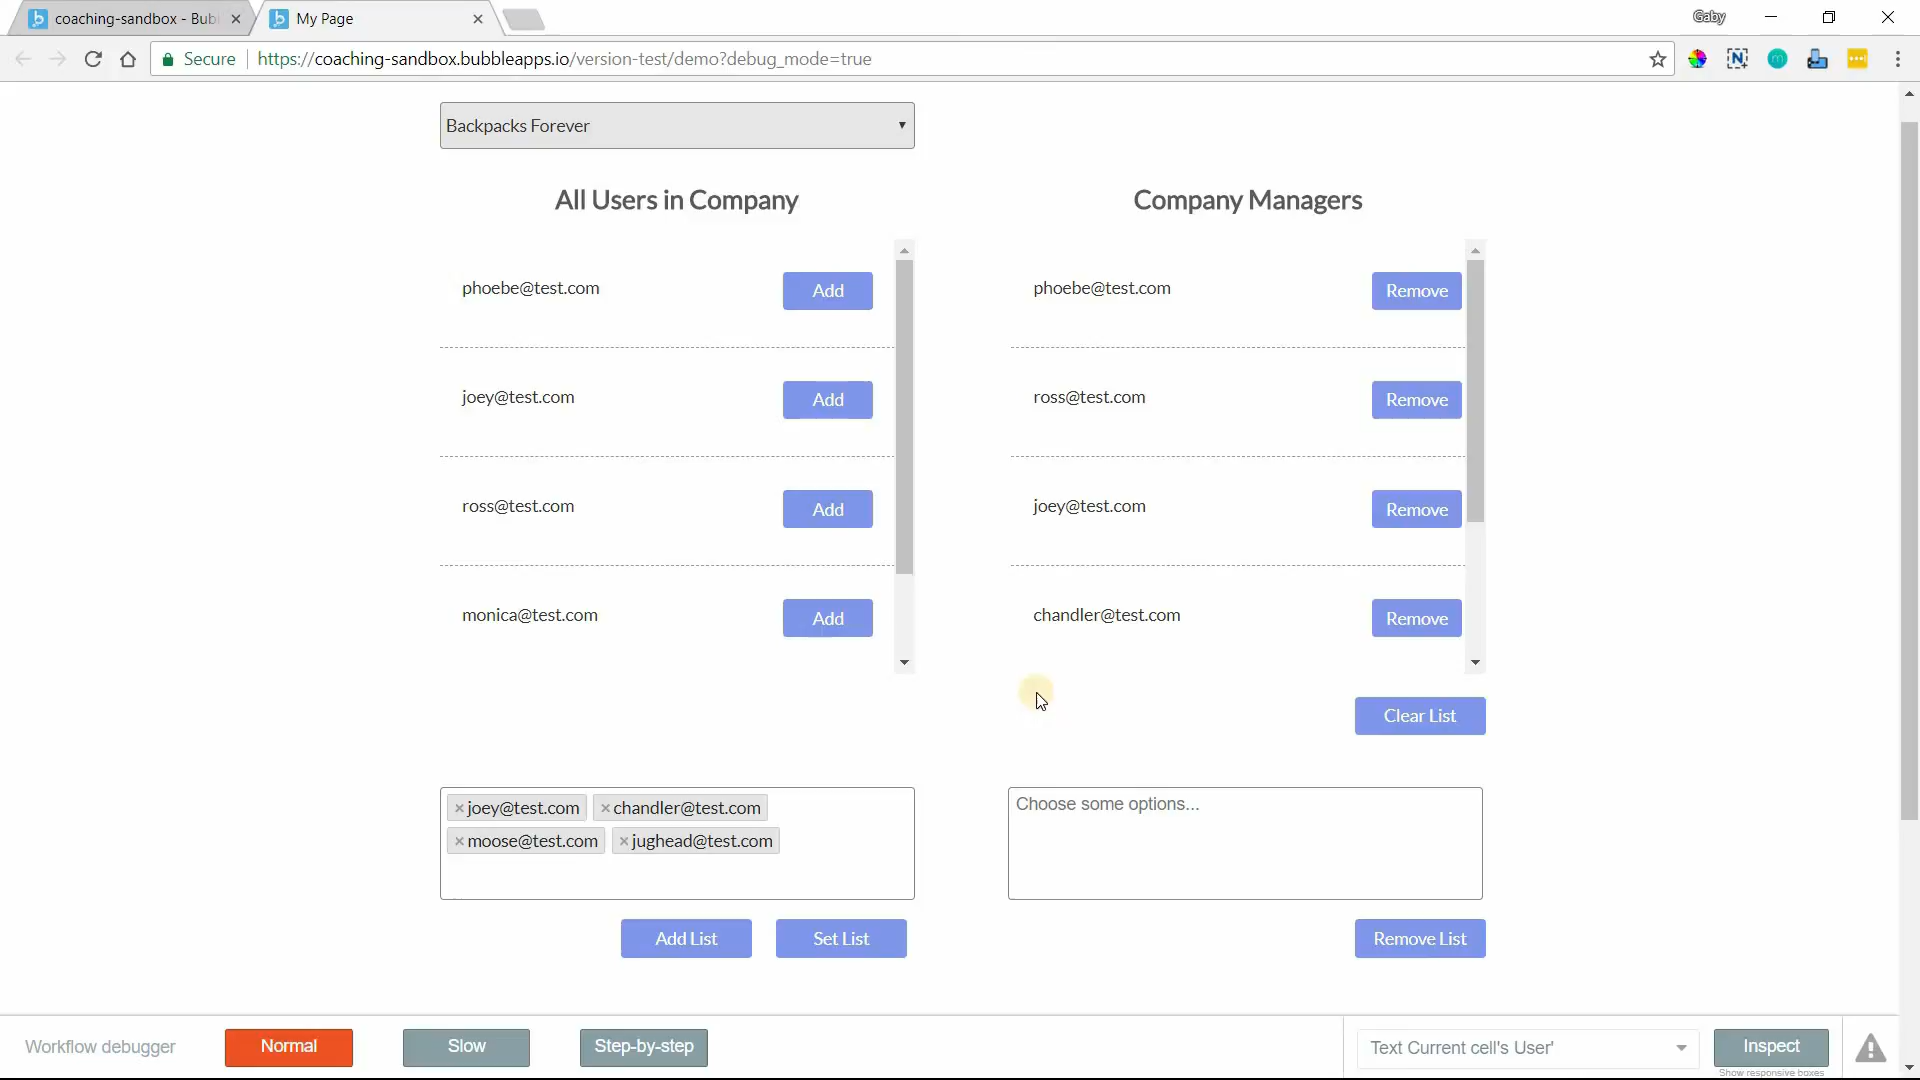 coaching-sandbox - Bub
My Page
Gaby
Secure
https://coaching-sandbox.bubbleapps.io/version-test/demo?debug_mode=true
Backpacks Forever
All Users in Company
Company Managers
phoebe@test.com Add
phoebe@test.com Remove
joey@test.com Add
ross@test.com Remove
ross@test.com Add
joey@test.com Remove
monica@test.com Add
chandler@test.com Remove
Clear List
×joey@test.com ×chandler@test.com
×moose@test.com ×jughead@test.com
Choose some options...
Add List Set List
Remove List
Workflow debugger Normal Slow Step-by-step
Text Current cell's User'
Inspect
Show responsive boxes